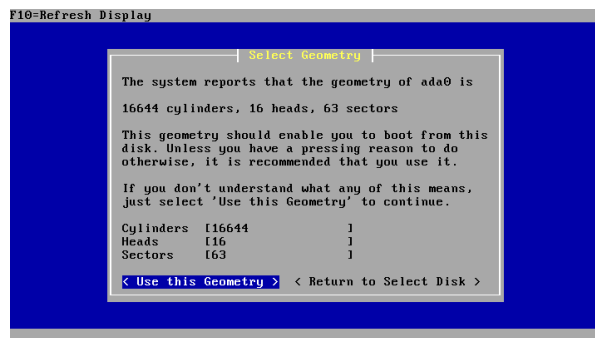 F10=Refresh Display
Select Geometry
The system reports that the geometry of ada0 is
16644 cylinders, 16 heads, 63 sectors
This geometry should enable you to boot from this
disk. Unless you have a pressing reason to do
otherwise, it is recommended that you use it.
If you don't understand what any of this means,
just select 'Use this Geometry' to continue.
Cylinders [16644 ]
Heads [16 ]
Sectors [63 ]
< Use this Geometry > < Return to Select Disk >